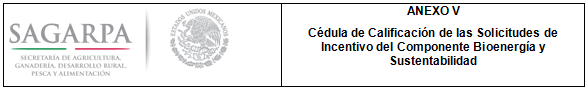 SAGARPA
SECRETARÍA DE AGRICULTURA,
GANADERÍA, DESARROLLO RURAL,
PESCA Y ALIMENTACIÓN
ESTADOS UNIDOS MEXICANOS
ANEXO V
Cédula de Calificación de las Solicitudes de
Incentivo del Componente Bioenergía y
Sustentabilidad